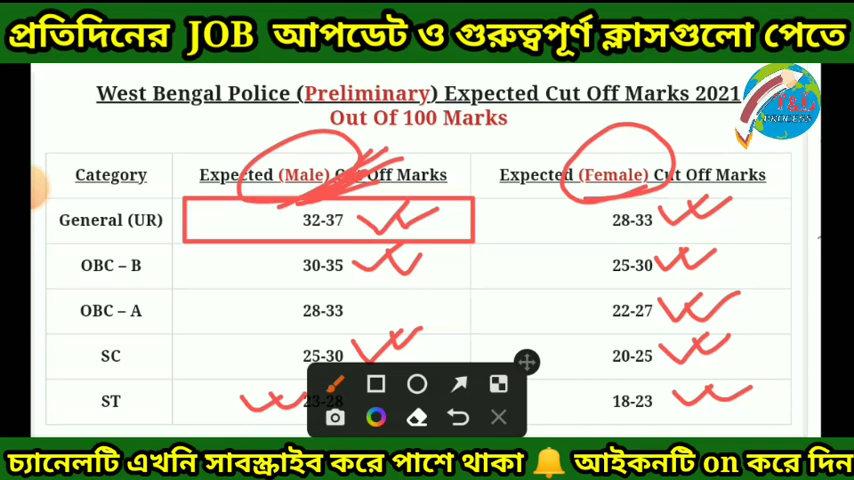 প্রতিদিনের JOB আপডেট ও গুরুত্বপূর্ণ ক্লাসগুলো পেতে
West Bengal Police (Preliminary) Expected Cut Off Marks 2021
Out Of 100 Marks
T&L
PROCESS
Category Expected (Male) Cut Off Marks Expected (Female) Cut Off Marks
General (UR) 32-37 28-33
OBC – B 30-35 25-30
OBC – A 28-33 22-27
SC 25-30 20-25
ST 23-28 18-23
চ্যানেলটি এখনি সাবস্ক্রাইব করে পাশে থাকা 🔔 আইকনটি on করে দিন